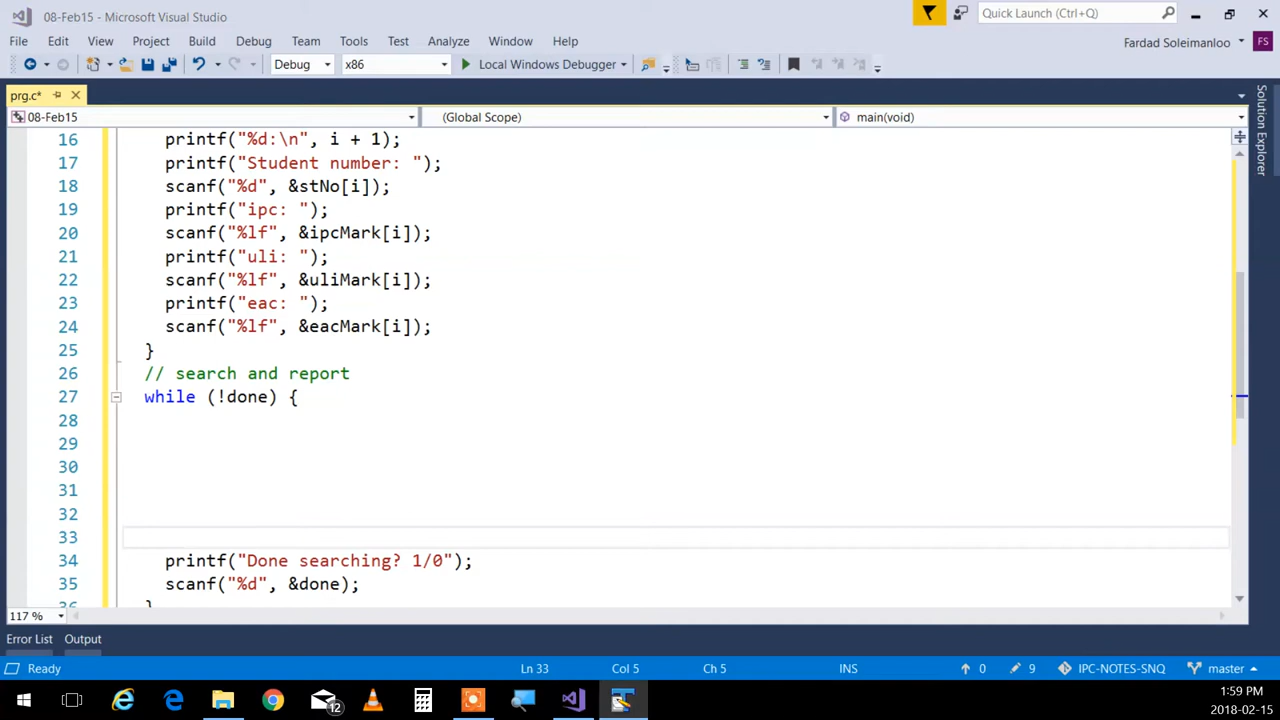 08-Feb15 - Microsoft Visual Studio
Quick Launch (Ctrl+Q)
File Edit View Project Build Debug Team Tools Test Analyze Window Help
Fardad Soleimanloo FS
Debug x86 Local Windows Debugger
prg.c*
08-Feb15 (Global Scope) main(void)
Solution Explorer
16 printf("%d:\n", i + 1);
17 printf("Student number: ");
18 scanf("%d", &stNo[i]);
19 printf("ipc: ");
20 scanf("%lf", &ipcMark[i]);
21 printf("uli: ");
22 scanf("%lf", &uliMark[i]);
23 printf("eac: ");
24 scanf("%lf", &eacMark[i]);
25 }
26 // search and report
27 while (!done) {
28
29
30
31
32
33
34 printf("Done searching? 1/0");
35 scanf("%d", &done);
36 }
117 %
Error List Output
Ready Ln 33 Col 5 Ch 5 INS 0 9 IPC-NOTES-SNQ master
12
1:59 PM
2018-02-15